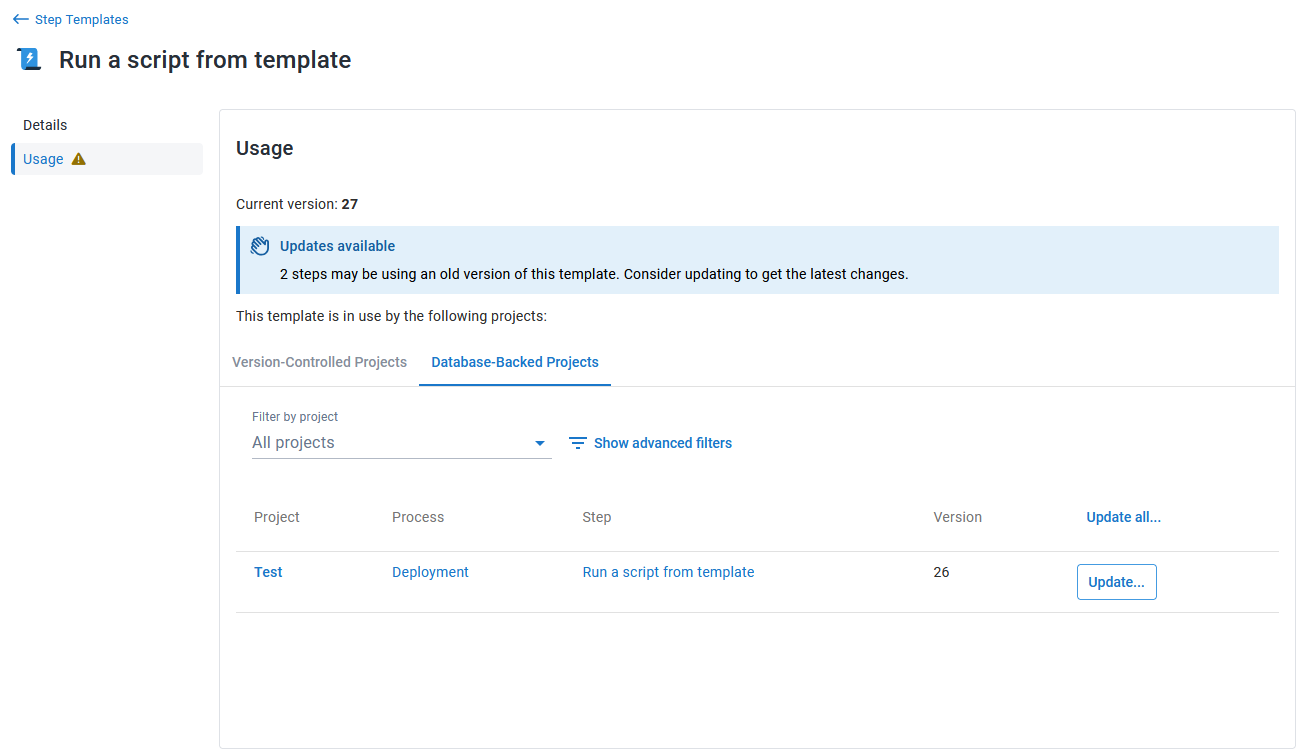 Step Templates
Run a script from template
Details
Usage
Usage
Current version: 27
Updates available
2 steps may be using an old version of this template. Consider updating to get the latest changes.
This template is in use by the following projects:
Version-Controlled Projects Database-Backed Projects
Filter by project
All projects Show advanced filters
Project Process Step Version Update all...
Test Deployment Run a script from template 26 Update...